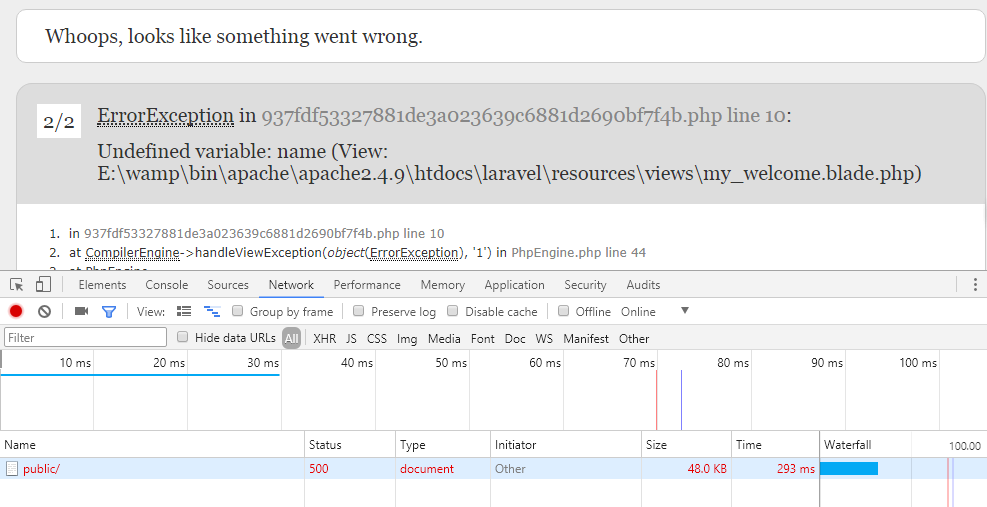 Whoops, looks like something went wrong.
2/2 ErrorException in 937fdf53327881de3a023639c6881d2690bf7f4b.php line 10:
Undefined variable: name (View:
E:\wamp\bin\apache\apache2.4.9\htdocs\laravel\resources\views\my_welcome.blade.php)
1. in 937fdf53327881de3a023639c6881d2690bf7f4b.php line 10
2. at CompilerEngine->handleViewException(object(ErrorException), '1') in PhpEngine.php line 44
Elements Console Sources Network Performance Memory Application Security Audits
View: Group by frame Preserve log Disable cache Offline Online
Filter Hide data URLs All XHR JS CSS Img Media Font Doc WS Manifest Other
10 ms 20 ms 30 ms 40 ms 50 ms 60 ms 70 ms 80 ms 90 ms 100 ms
Name Status Type Initiator Size Time Waterfall 100.00
public/ 500 document Other 48.0 KB 293 ms